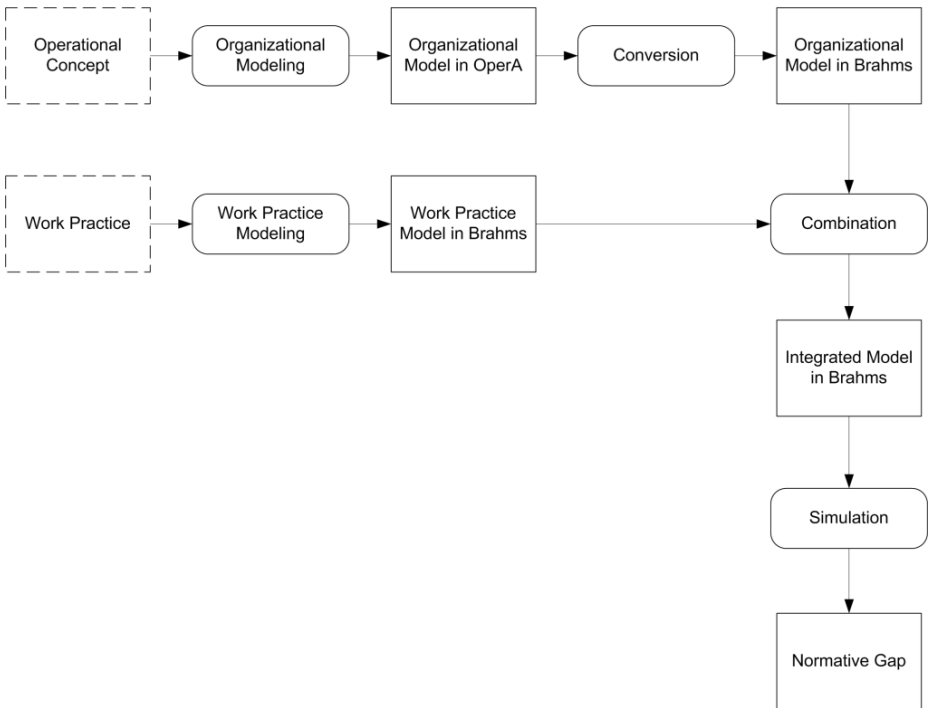 Operational
Concept
Organizational
Modeling
Organizational
Model in OperA
Conversion
Organizational
Model in Brahms
Work Practice
Work Practice
Modeling
Work Practice
Model in Brahms
Combination
Integrated Model
in Brahms
Simulation
Normative Gap